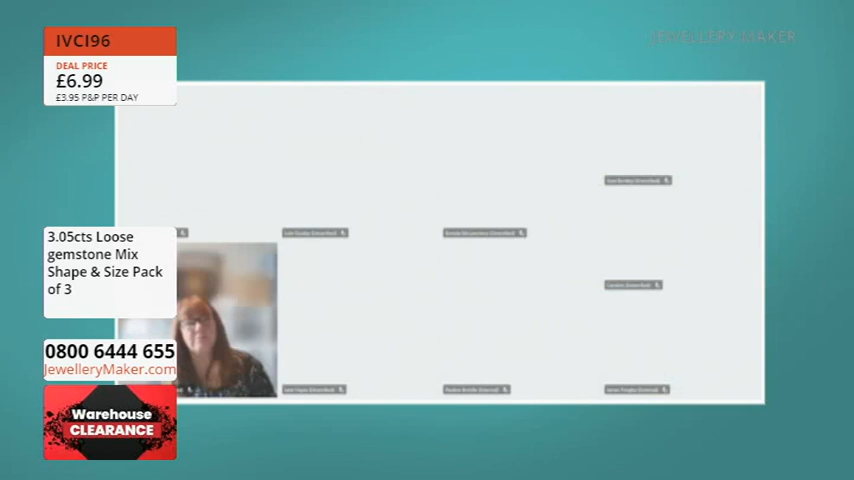 IVCI96
JEWELLERY MAKER
DEAL PRICE
£6.99
£3.95 P&P PER DAY
3.05cts Loose
gemstone Mix
Shape & Size Pack
of 3
0800 6444 655
JewelleryMaker.com
Warehouse
CLEARANCE